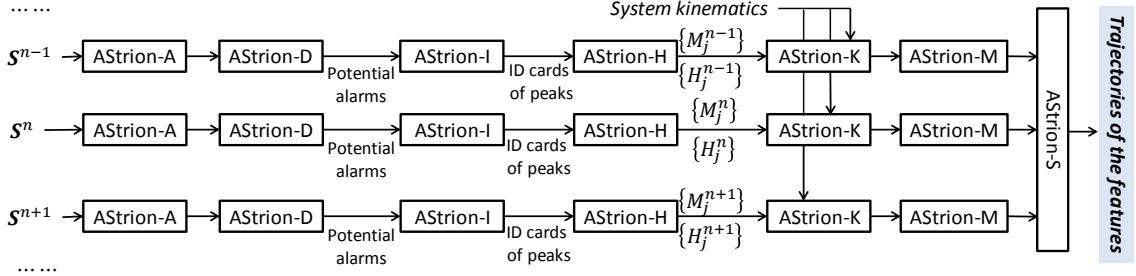 ... ...
System kinematics
S^{n-1}
AStrion-A
AStrion-D
Potential
alarms
AStrion-I
ID cards
of peaks
AStrion-H
{M_j^{n-1}}
{H_j^{n-1}}
AStrion-K
AStrion-M
S^n
AStrion-A
AStrion-D
Potential
alarms
AStrion-I
ID cards
of peaks
AStrion-H
{M_j^n}
{H_j^n}
AStrion-K
AStrion-M
S^{n+1}
AStrion-A
AStrion-D
Potential
alarms
AStrion-I
ID cards
of peaks
AStrion-H
{M_j^{n+1}}
{H_j^{n+1}}
AStrion-K
AStrion-M
... ...
AStrion-S
Trajectories of the features